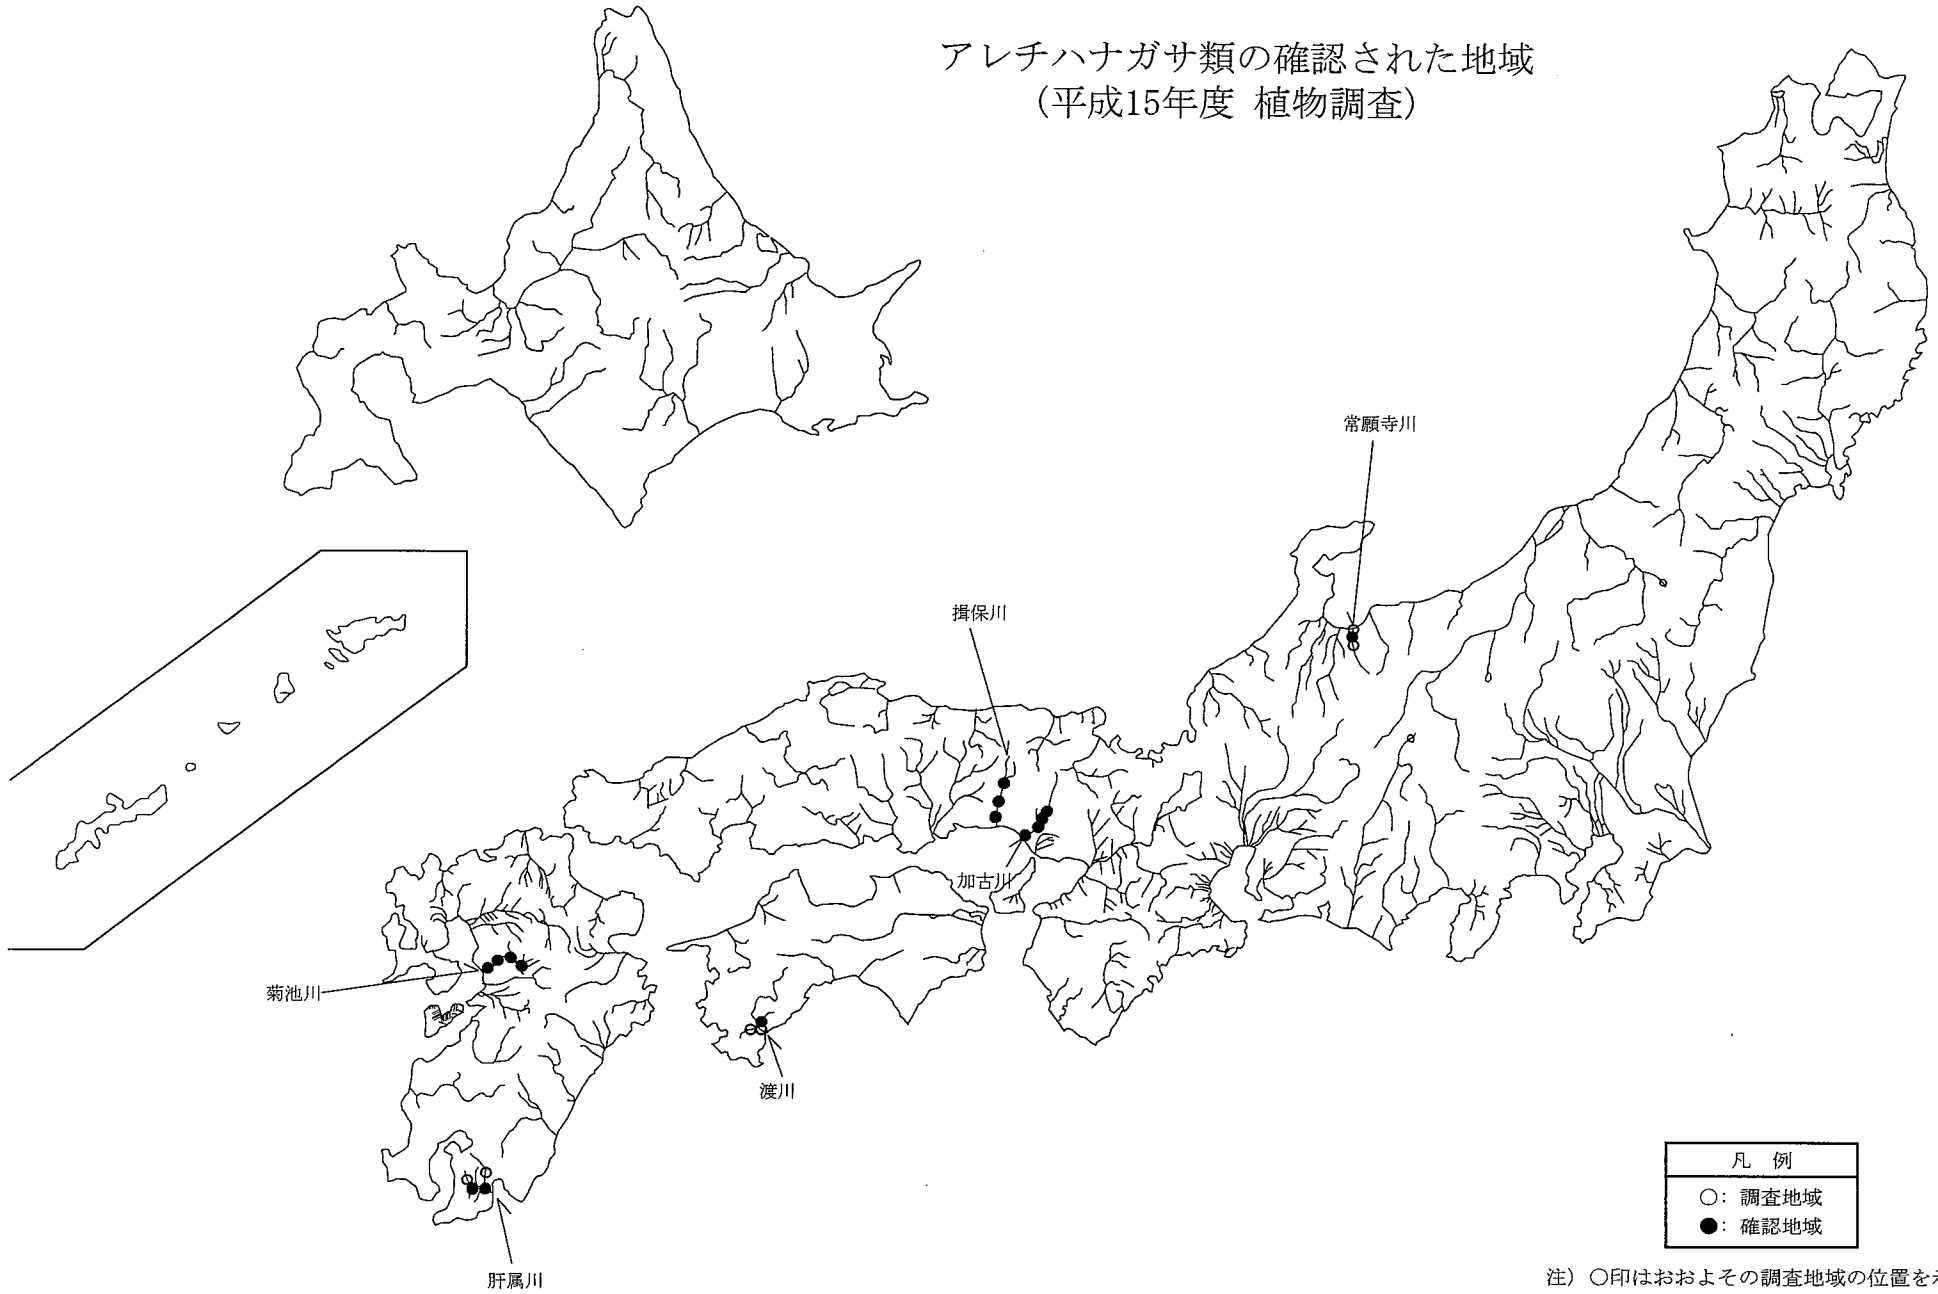 アレチハナガサ類の確認された地域
(平成15年度 植物調査)
常願寺川
揖保川
加古川
菊池川
渡川
肝属川
凡 例
○: 調査地域
●: 確認地域
注) ○印はおおよその調査地域の位置を